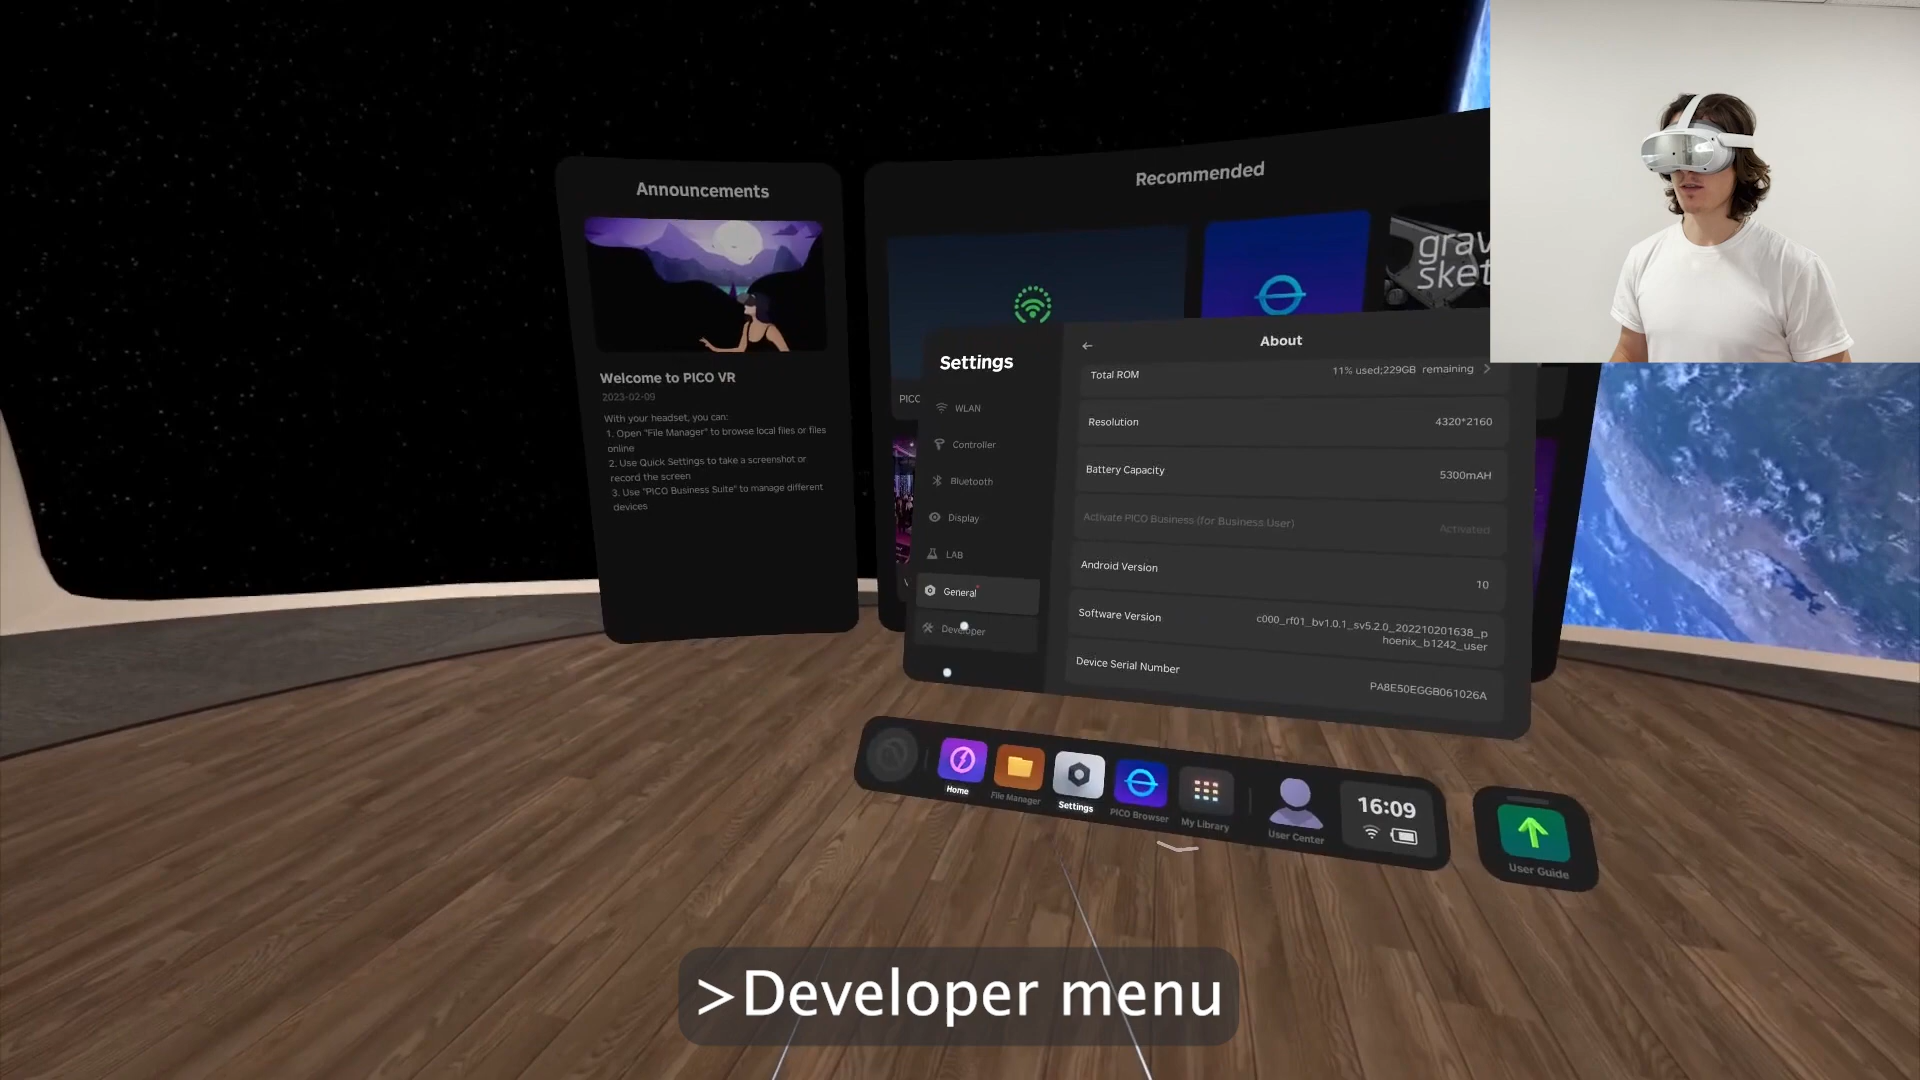 Announcements
Welcome to PICO VR
2023-02-09
With your headset, you can:
1. Open "File Manager" to browse local files or files
online
2. Use Quick Settings to take a screenshot or
record the screen
3. Use "PICO Business Suite" to manage different
devices
Recommended
PICO
Settings
WLAN
Controller
Bluetooth
Display
LAB
General
Developer
←
About
Total ROM
11% used;229GB remaining >
Resolution
4320*2160
Battery Capacity
5300mAH
Activate PICO Business (for Business User)
Activated
Android Version
10
Software Version
c000_rf01_bv1.0.1_sv5.2.0_202210201638_p
hoenix_b1242_user
Device Serial Number
PA8E50EGGB061026A
Home
File Manager
Settings
PICO Browser
My Library
User Center
16:09
User Guide
>Developer menu